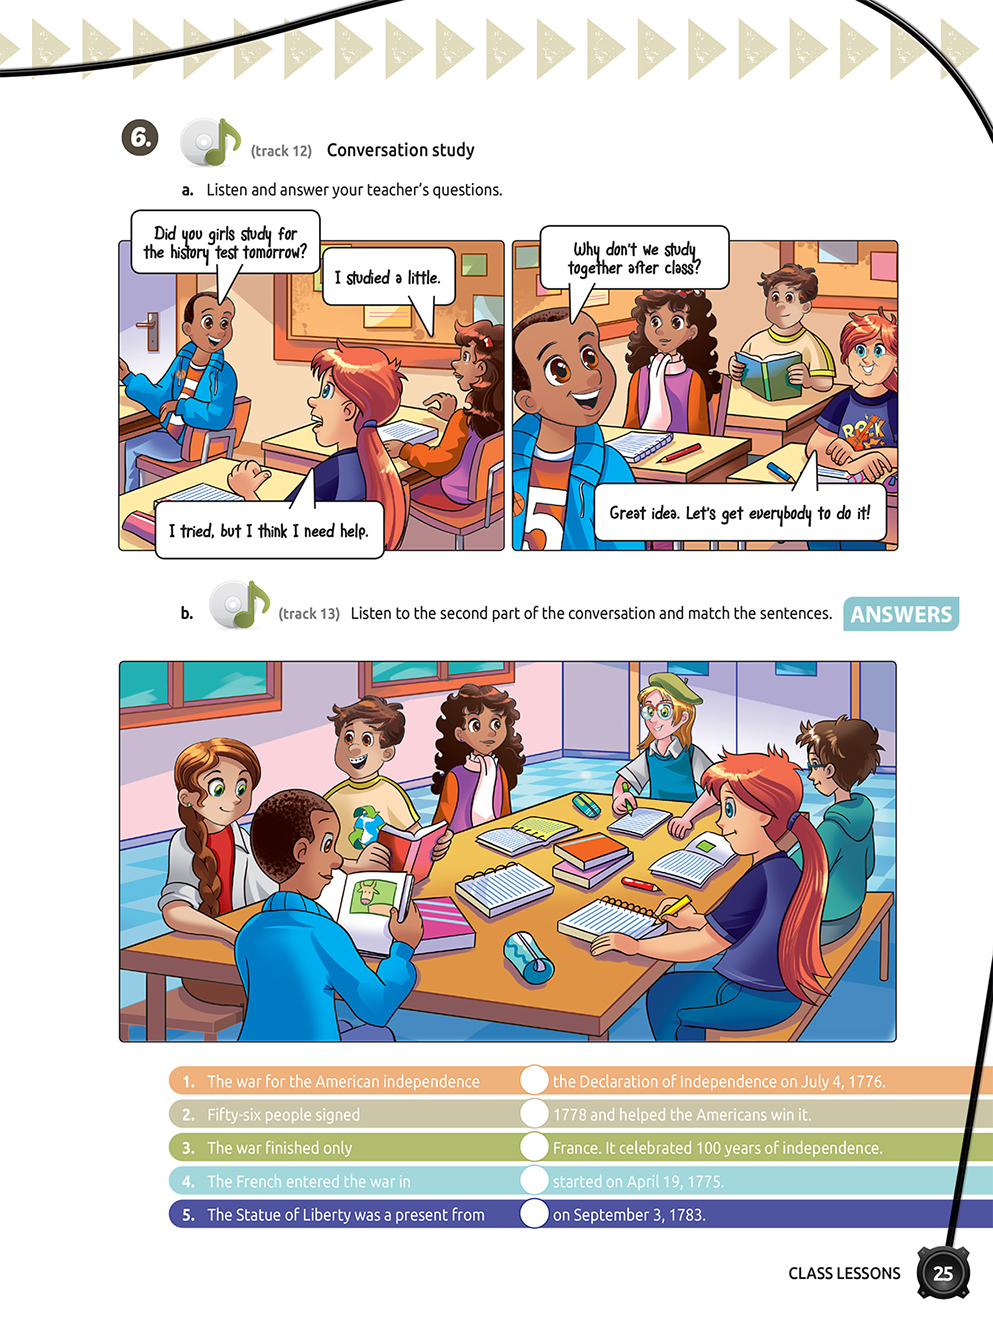 6. (track 12) Conversation study
a. Listen and answer your teacher's questions.
Did you girls study for
the history test tomorrow?
I studied a little.
I tried, but I think I need help.
Why don't we study
together after class?
ROCK
5
Great idea. Let's get everybody to do it!
b. (track 13) Listen to the second part of the conversation and match the sentences. ANSWERS
1. The war for the American independence the Declaration of Independence on July 4, 1776.
2. Fifty-six people signed 1778 and helped the Americans win it.
3. The war finished only France. It celebrated 100 years of independence.
4. The French entered the war in started on April 19, 1775.
5. The Statue of Liberty was a present from on September 3, 1783.
CLASS LESSONS 25